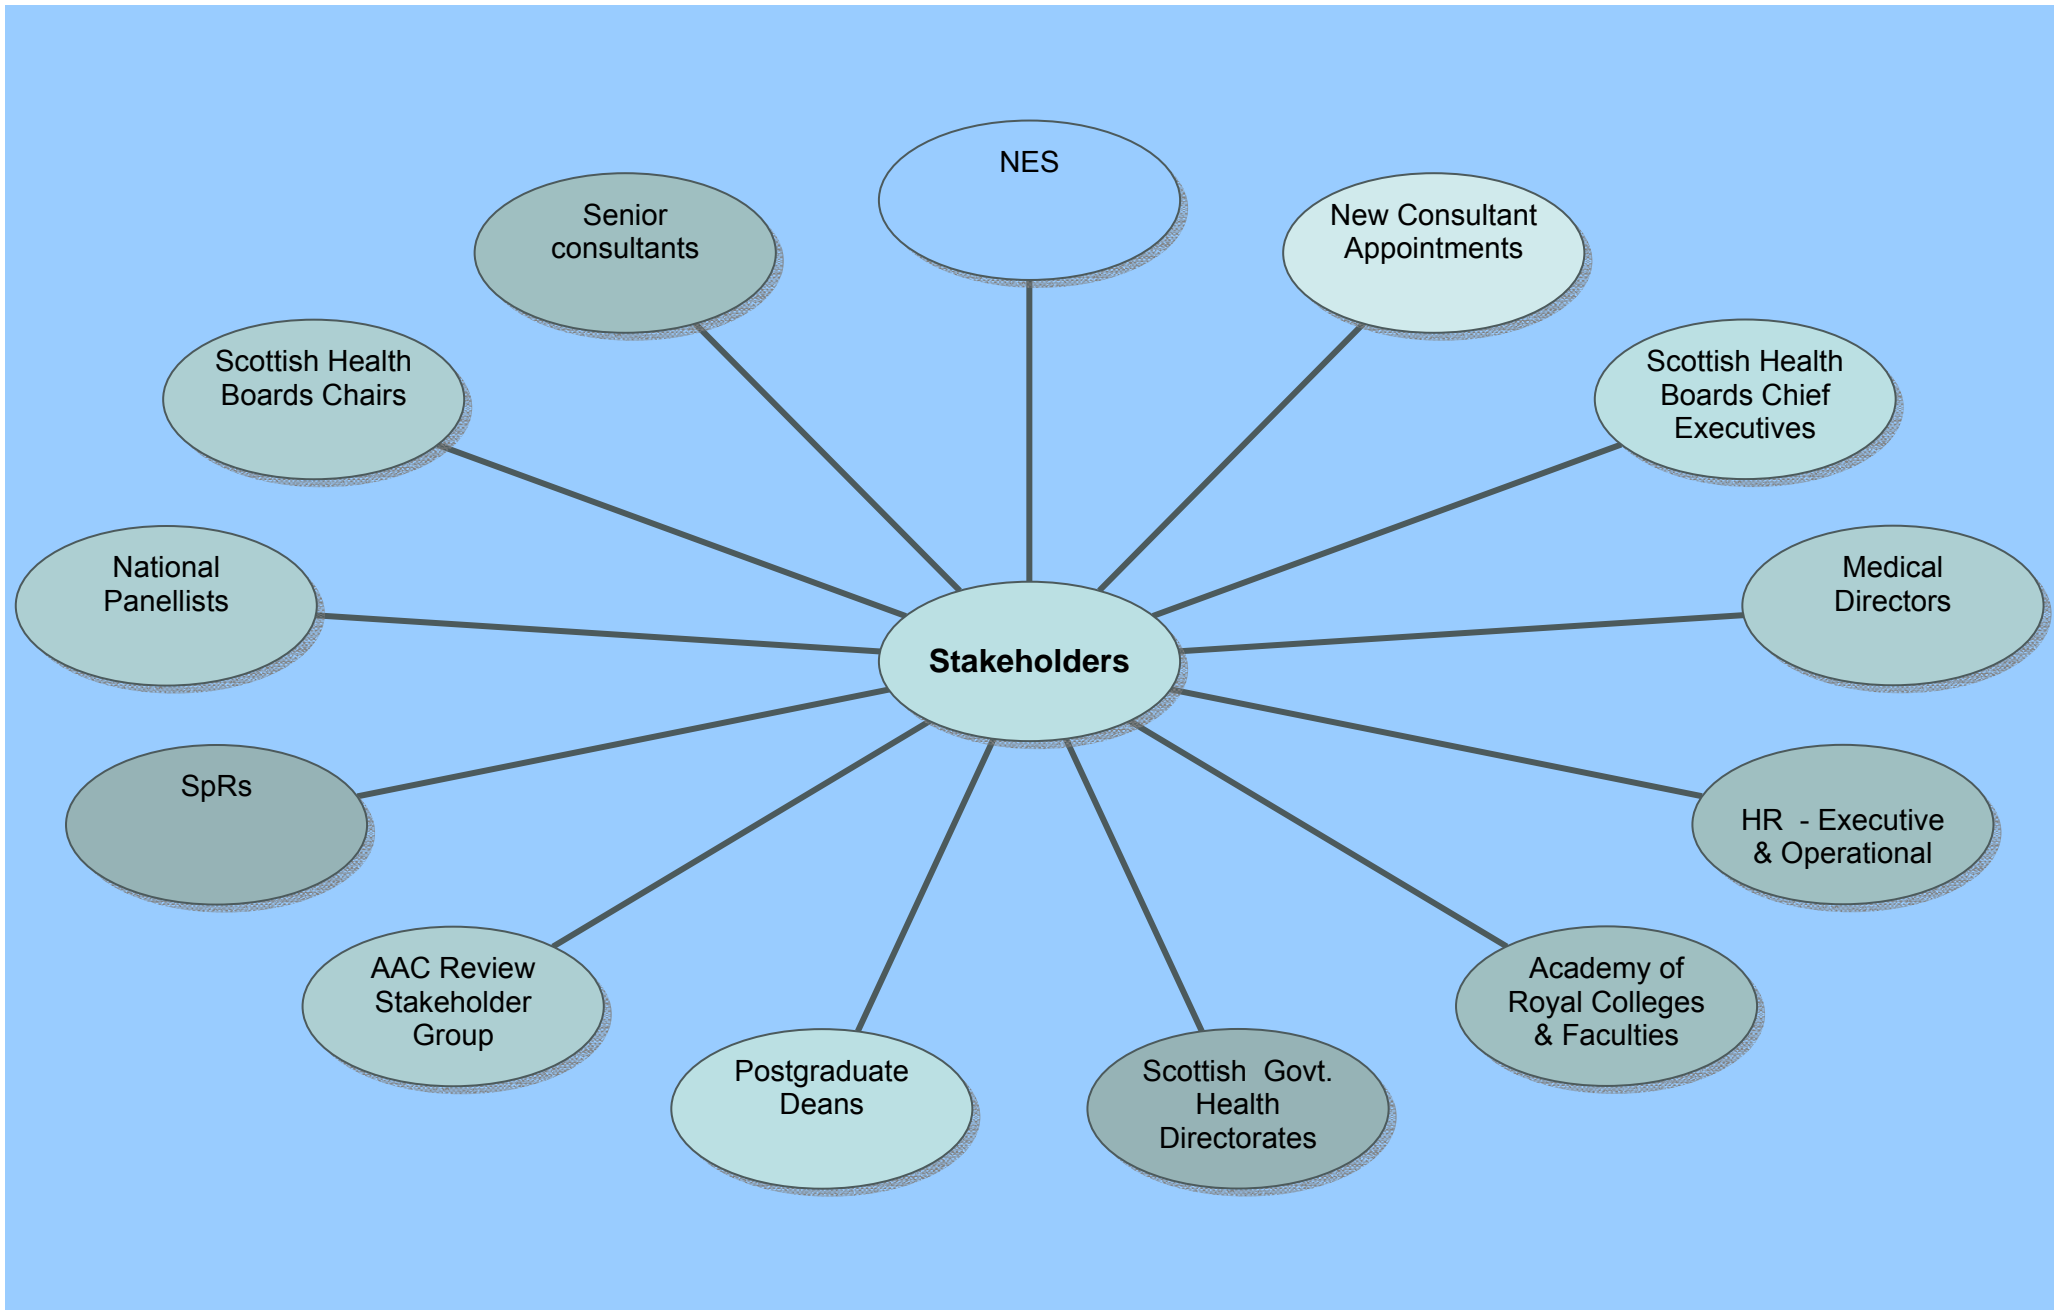 NES
Senior
consultants
New Consultant
Appointments
Scottish Health
Boards Chairs
Scottish Health
Boards Chief
Executives
National
Panellists
Medical
Directors
Stakeholders
SpRs
HR  - Executive
& Operational
AAC Review
Stakeholder
Group
Academy of
Royal Colleges
& Faculties
Postgraduate
Deans
Scottish  Govt.
Health
Directorates